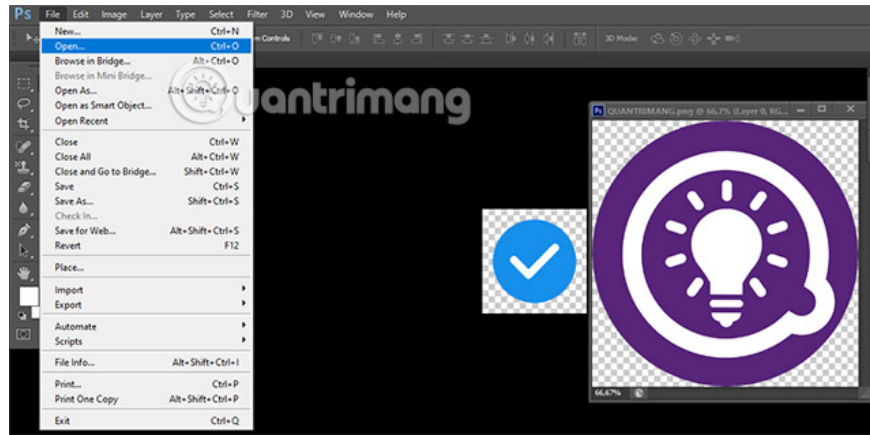 Ps File Edit Image Layer Type Select Filter 3D View Window Help
m Controls 3D Mode:
New... Ctrl+N
Open... Ctrl+O
Browse in Bridge... Alt+Ctrl+O
Browse in Mini Bridge...
Open As... Alt+Shift+Ctrl+O
Open as Smart Object...
Open Recent
Close Ctrl+W
Close All Alt+Ctrl+W
Close and Go to Bridge... Shift+Ctrl+W
Save Ctrl+S
Save As... Shift+Ctrl+S
Check In...
Save for Web... Alt+Shift+Ctrl+S
Revert F12
Place...
Import
Export
Automate
Scripts
File Info... Alt+Shift+Ctrl+I
Print... Ctrl+P
Print One Copy Alt+Shift+Ctrl+P
Exit Ctrl+Q
uantrimang
Ps QUANTRIMANG.png @ 66.7% (Layer 0, RG...
66.67%